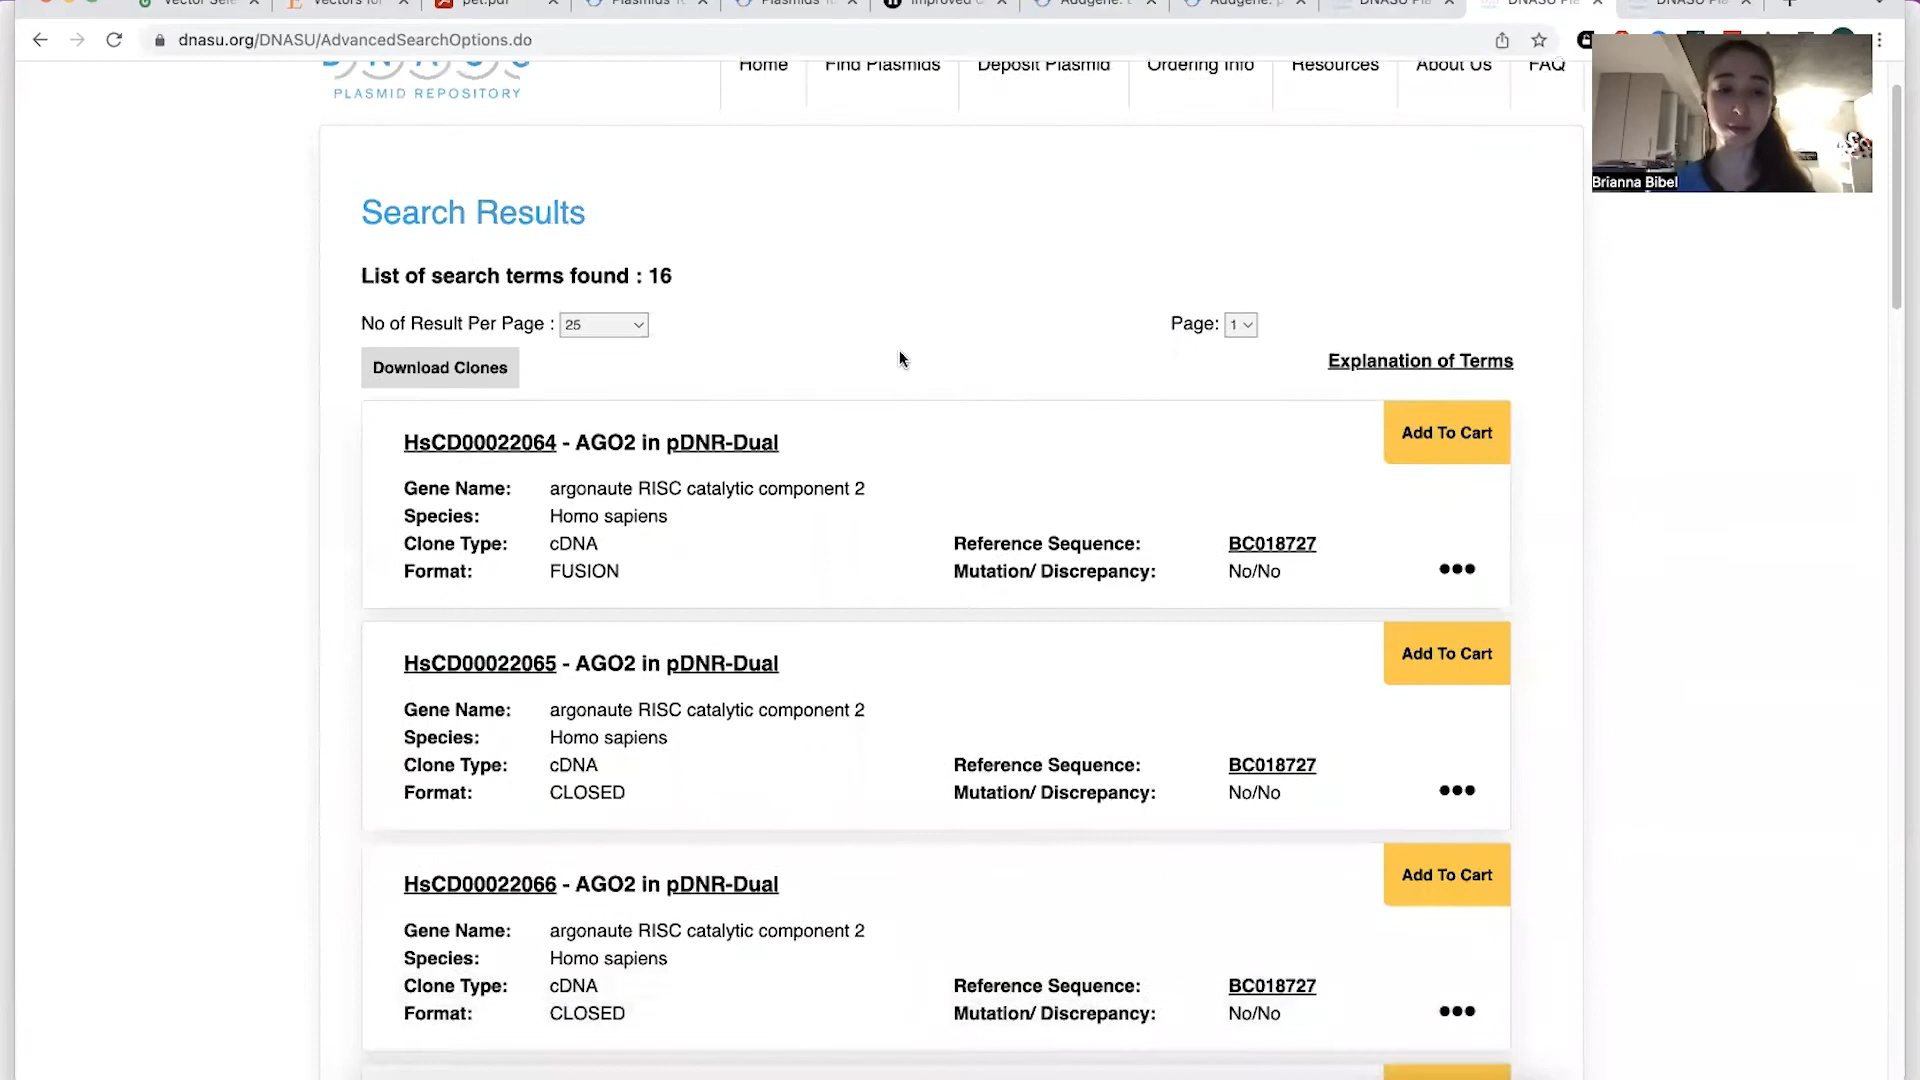 pet.pdf
dnasu.org/DNASU/AdvancedSearchOptions.do
PLASMID REPOSITORY
Home
Find Plasmids
Deposit Plasmid
Ordering Info
Resources
About Us
FAQ
Brianna Bibel
Search Results
List of search terms found : 16
No of Result Per Page : 25
Page: 1
Download Clones
Explanation of Terms
HsCD00022064 - AGO2 in pDNR-Dual
Add To Cart
Gene Name: argonaute RISC catalytic component 2
Species: Homo sapiens
Clone Type: cDNA
Reference Sequence: BC018727
Format: FUSION
Mutation/ Discrepancy: No/No
HsCD00022065 - AGO2 in pDNR-Dual
Add To Cart
Gene Name: argonaute RISC catalytic component 2
Species: Homo sapiens
Clone Type: cDNA
Reference Sequence: BC018727
Format: CLOSED
Mutation/ Discrepancy: No/No
HsCD00022066 - AGO2 in pDNR-Dual
Add To Cart
Gene Name: argonaute RISC catalytic component 2
Species: Homo sapiens
Clone Type: cDNA
Reference Sequence: BC018727
Format: CLOSED
Mutation/ Discrepancy: No/No